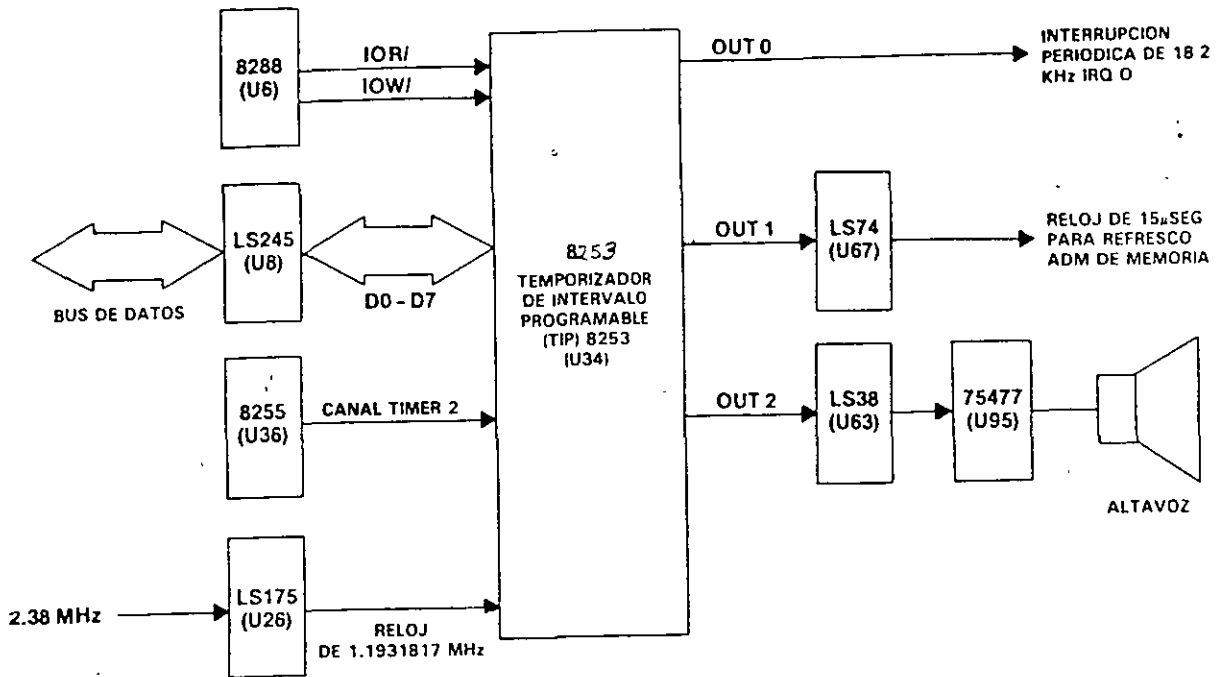 8288
(U6)
IOR/
IOW/
OUT 0
INTERRUPCION
PERIODICA DE 18 2
KHz IRQ O
LS245
(U8)
BUS DE DATOS
D0 - D7
8253
TEMPORIZADOR
DE INTERVALO
PROGRAMABLE
(TIP) 8253
(U34)
OUT 1
LS74
(U67)
RELOJ DE 15µSEG
PARA REFRESCO
ADM DE MEMORIA
8255
(U36)
CANAL TIMER 2
OUT 2
LS38
(U63)
75477
(U95)
ALTAVOZ
2.38 MHz
LS175
(U26)
RELOJ
DE 1.1931817 MHz